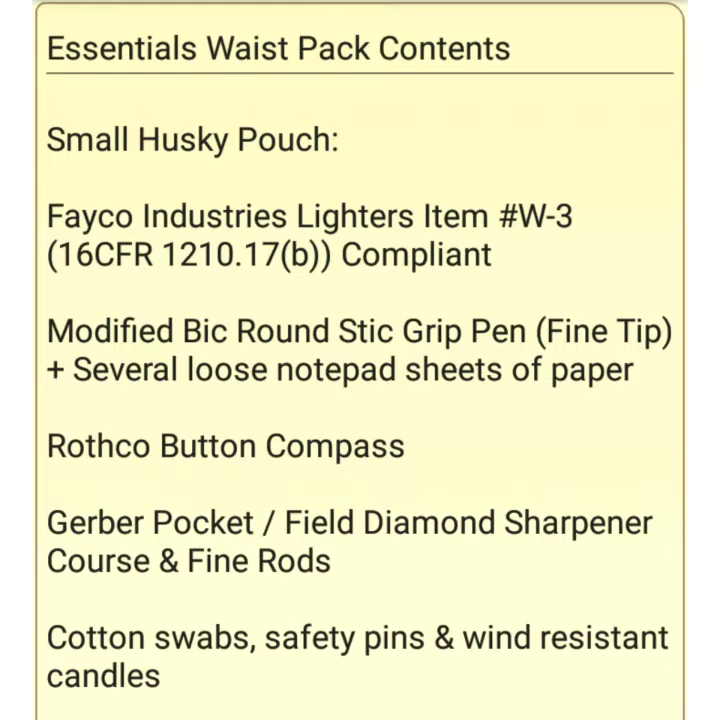 Essentials Waist Pack Contents
Small Husky Pouch:
Fayco Industries Lighters Item #W-3
(16CFR 1210.17(b)) Compliant
Modified Bic Round Stic Grip Pen (Fine Tip)
+ Several loose notepad sheets of paper
Rothco Button Compass
Gerber Pocket / Field Diamond Sharpener
Course & Fine Rods
Cotton swabs, safety pins & wind resistant
candles